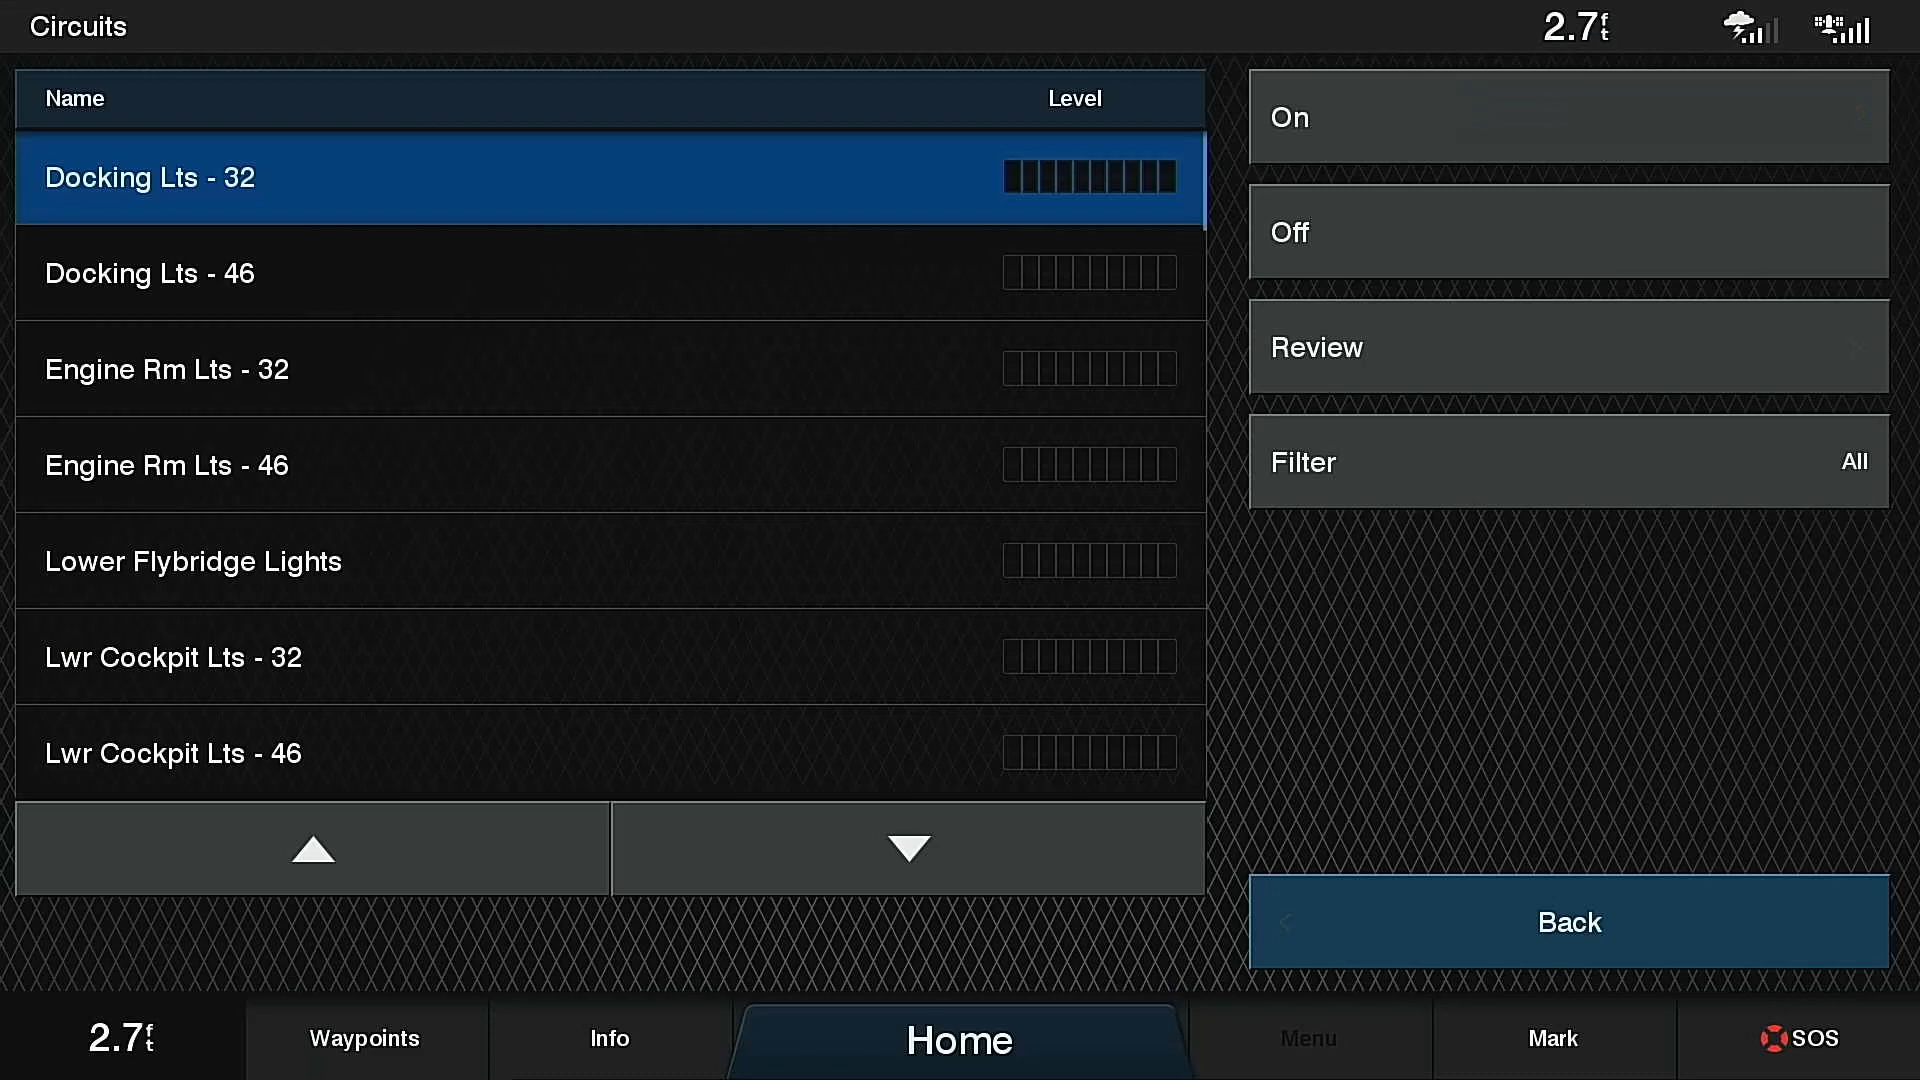 Circuits
2.7ft
Name Level
Docking Lts - 32
Docking Lts - 46
Engine Rm Lts - 32
Engine Rm Lts - 46
Lower Flybridge Lights
Lwr Cockpit Lts - 32
Lwr Cockpit Lts - 46
On
Off
Review
Filter All
Back
2.7ft
Waypoints
Info
Home
Menu
Mark
SOS